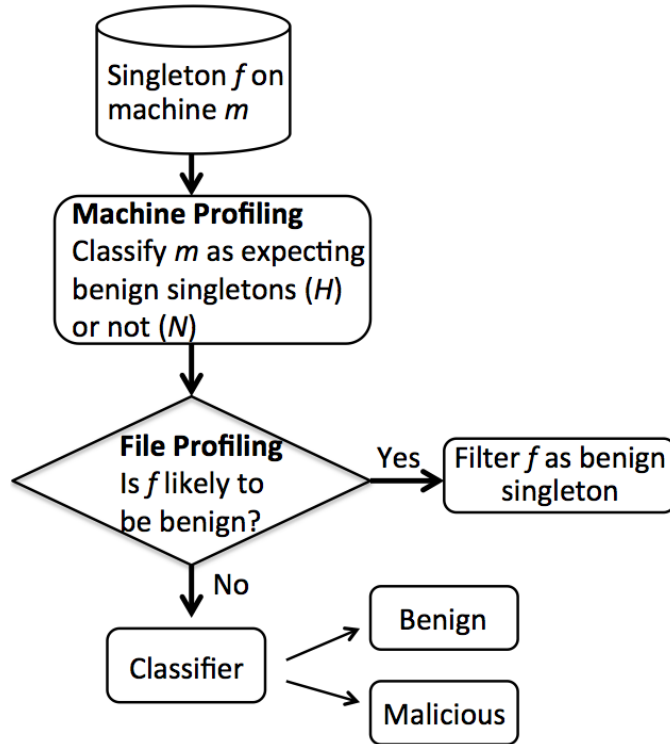 Singleton f on
machine m
Machine Profiling
Classify m as expecting
benign singletons (H)
or not (N)
File Profiling
Is f likely to
be benign?
Yes
Filter f as benign
singleton
No
Classifier
Benign
Malicious